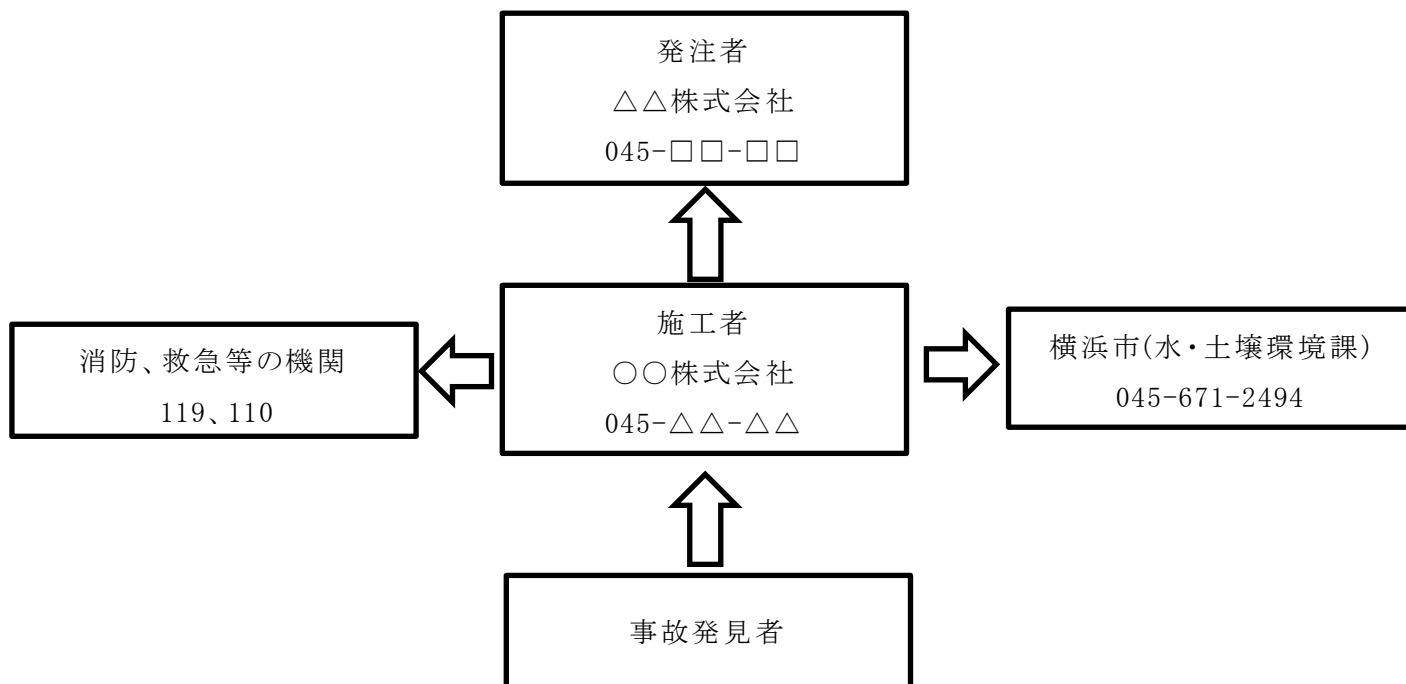 発注者
△△株式会社
045-□□-□□
消防、救急等の機関
119、110
施工者
○○株式会社
045-△△-△△
横浜市(水・土壌環境課)
045-671-2494
事故発見者